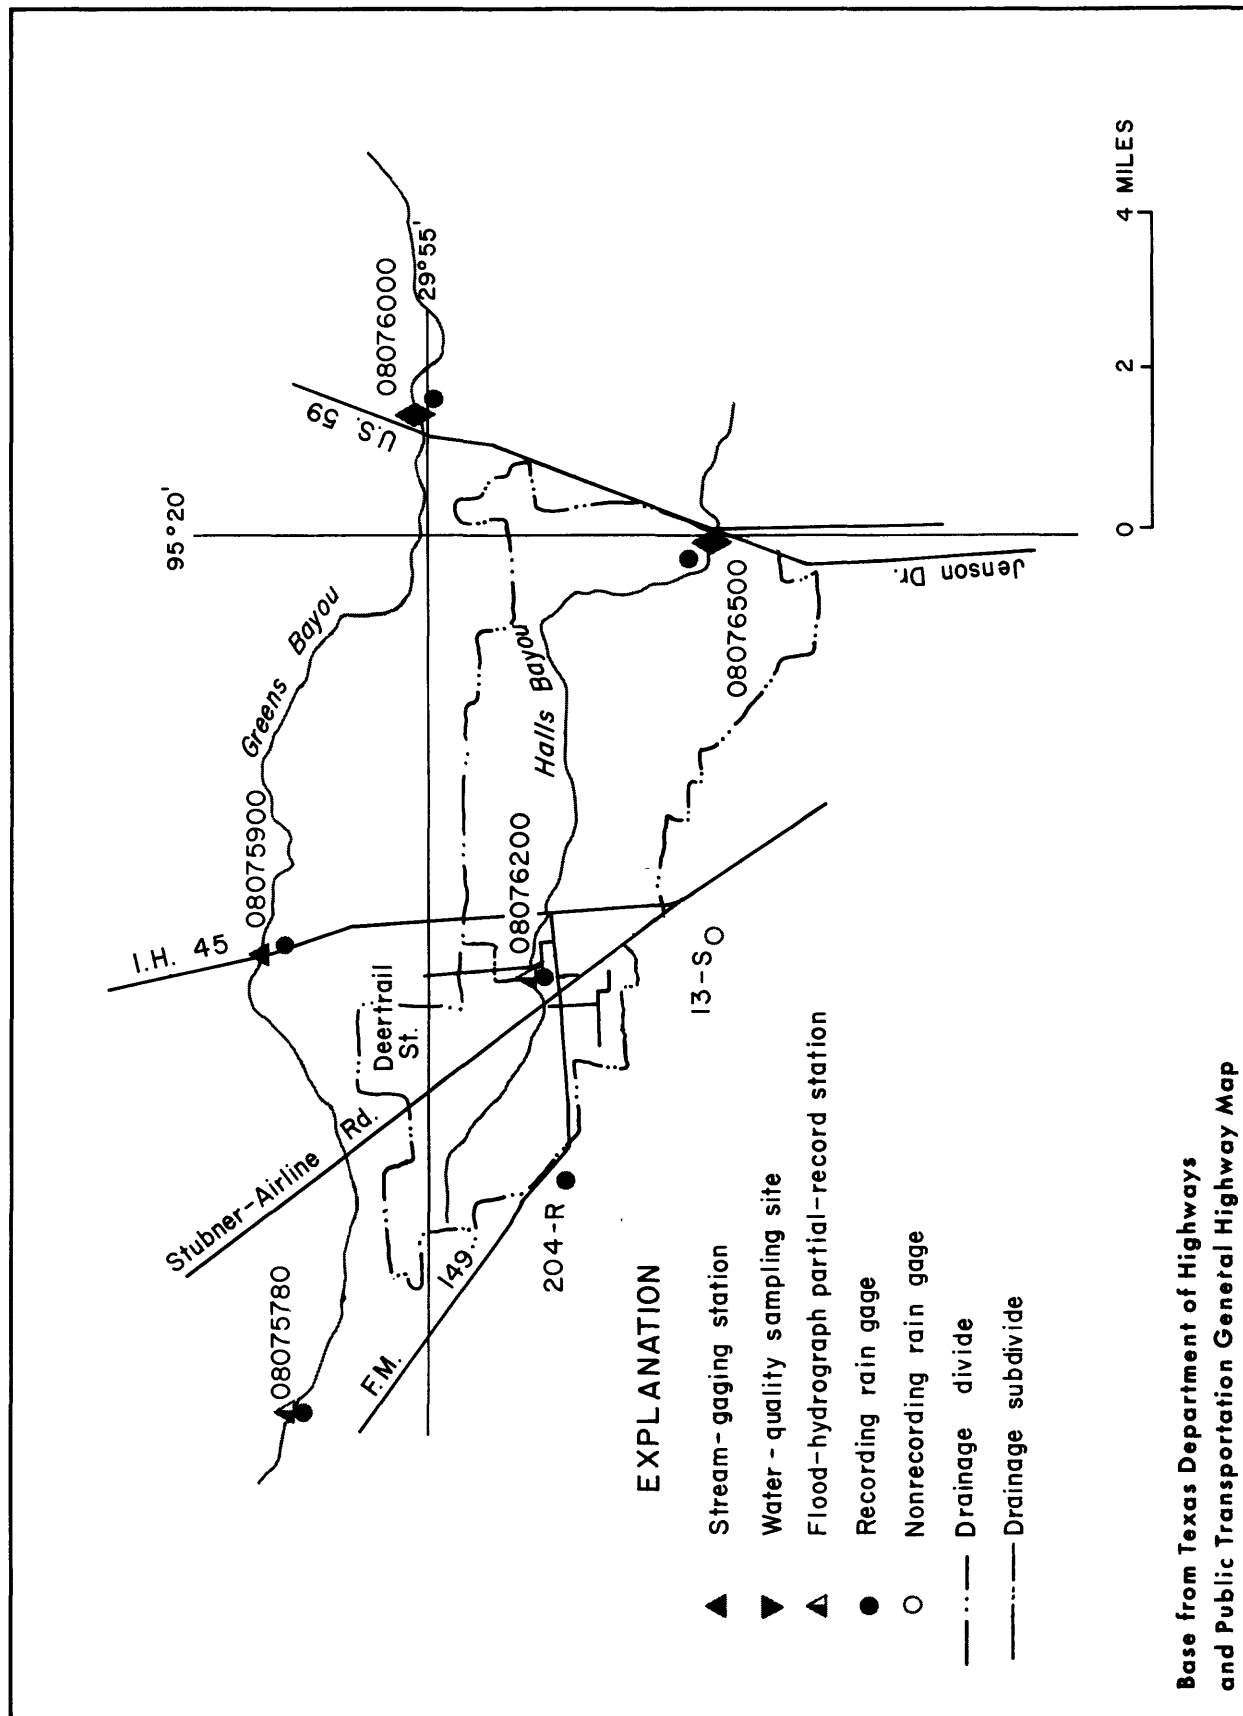 95°20'
29°55'
08076000
U.S. 59
Greens Bayou
08075900
I.H. 45
Deertrail
St.
08076200
Halls Bayou
08076500
Jenson Dr.
Stubner-Airline Rd.
08075780
F.M. 149
204-R
13-S
EXPLANATION
Stream-gaging station
Water-quality sampling site
Flood-hydrograph partial-record station
Recording rain gage
Nonrecording rain gage
Drainage divide
Drainage subdivide
0 2 4 MILES
Base from Texas Department of Highways
and Public Transportation General Highway Map